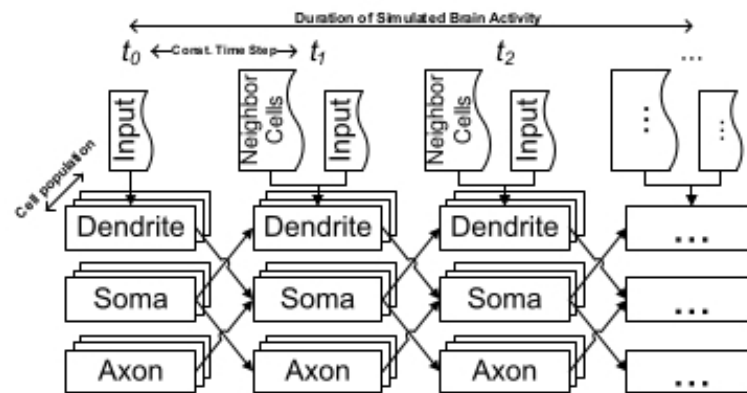 Duration of Simulated Brain Activity
t0 Const. Time Step t1 t2 ...
Input Neighbor Cells Input Neighbor Cells Input ... ...
Cell population
Dendrite Dendrite Dendrite ...
Soma Soma Soma ...
Axon Axon Axon ...